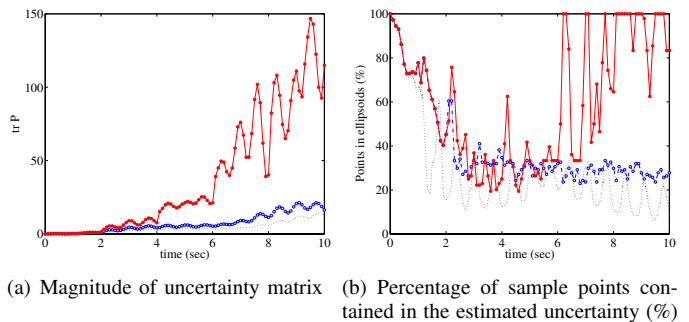 150
100
50
0
tr P
0 2 4 6 8 10
time (sec)
100
80
60
40
20
0
Points in ellipsoids (%)
0 2 4 6 8 10
time (sec)
(a) Magnitude of uncertainty matrix
(b) Percentage of sample points con-
tained in the estimated uncertainty (%)